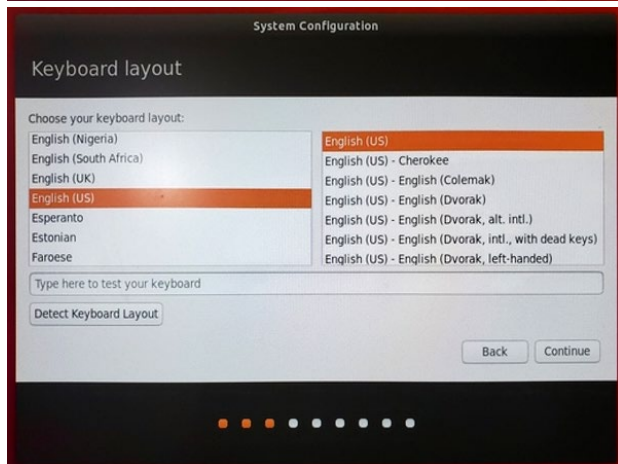 System Configuration
Keyboard layout
Choose your keyboard layout:
English (Nigeria)
English (South Africa)
English (UK)
English (US)
Esperanto
Estonian
Faroese
English (US)
English (US) - Cherokee
English (US) - English (Colemak)
English (US) - English (Dvorak)
English (US) - English (Dvorak, alt. intl.)
English (US) - English (Dvorak, intl., with dead keys)
English (US) - English (Dvorak, left-handed)
Type here to test your keyboard
Detect Keyboard Layout
Back
Continue